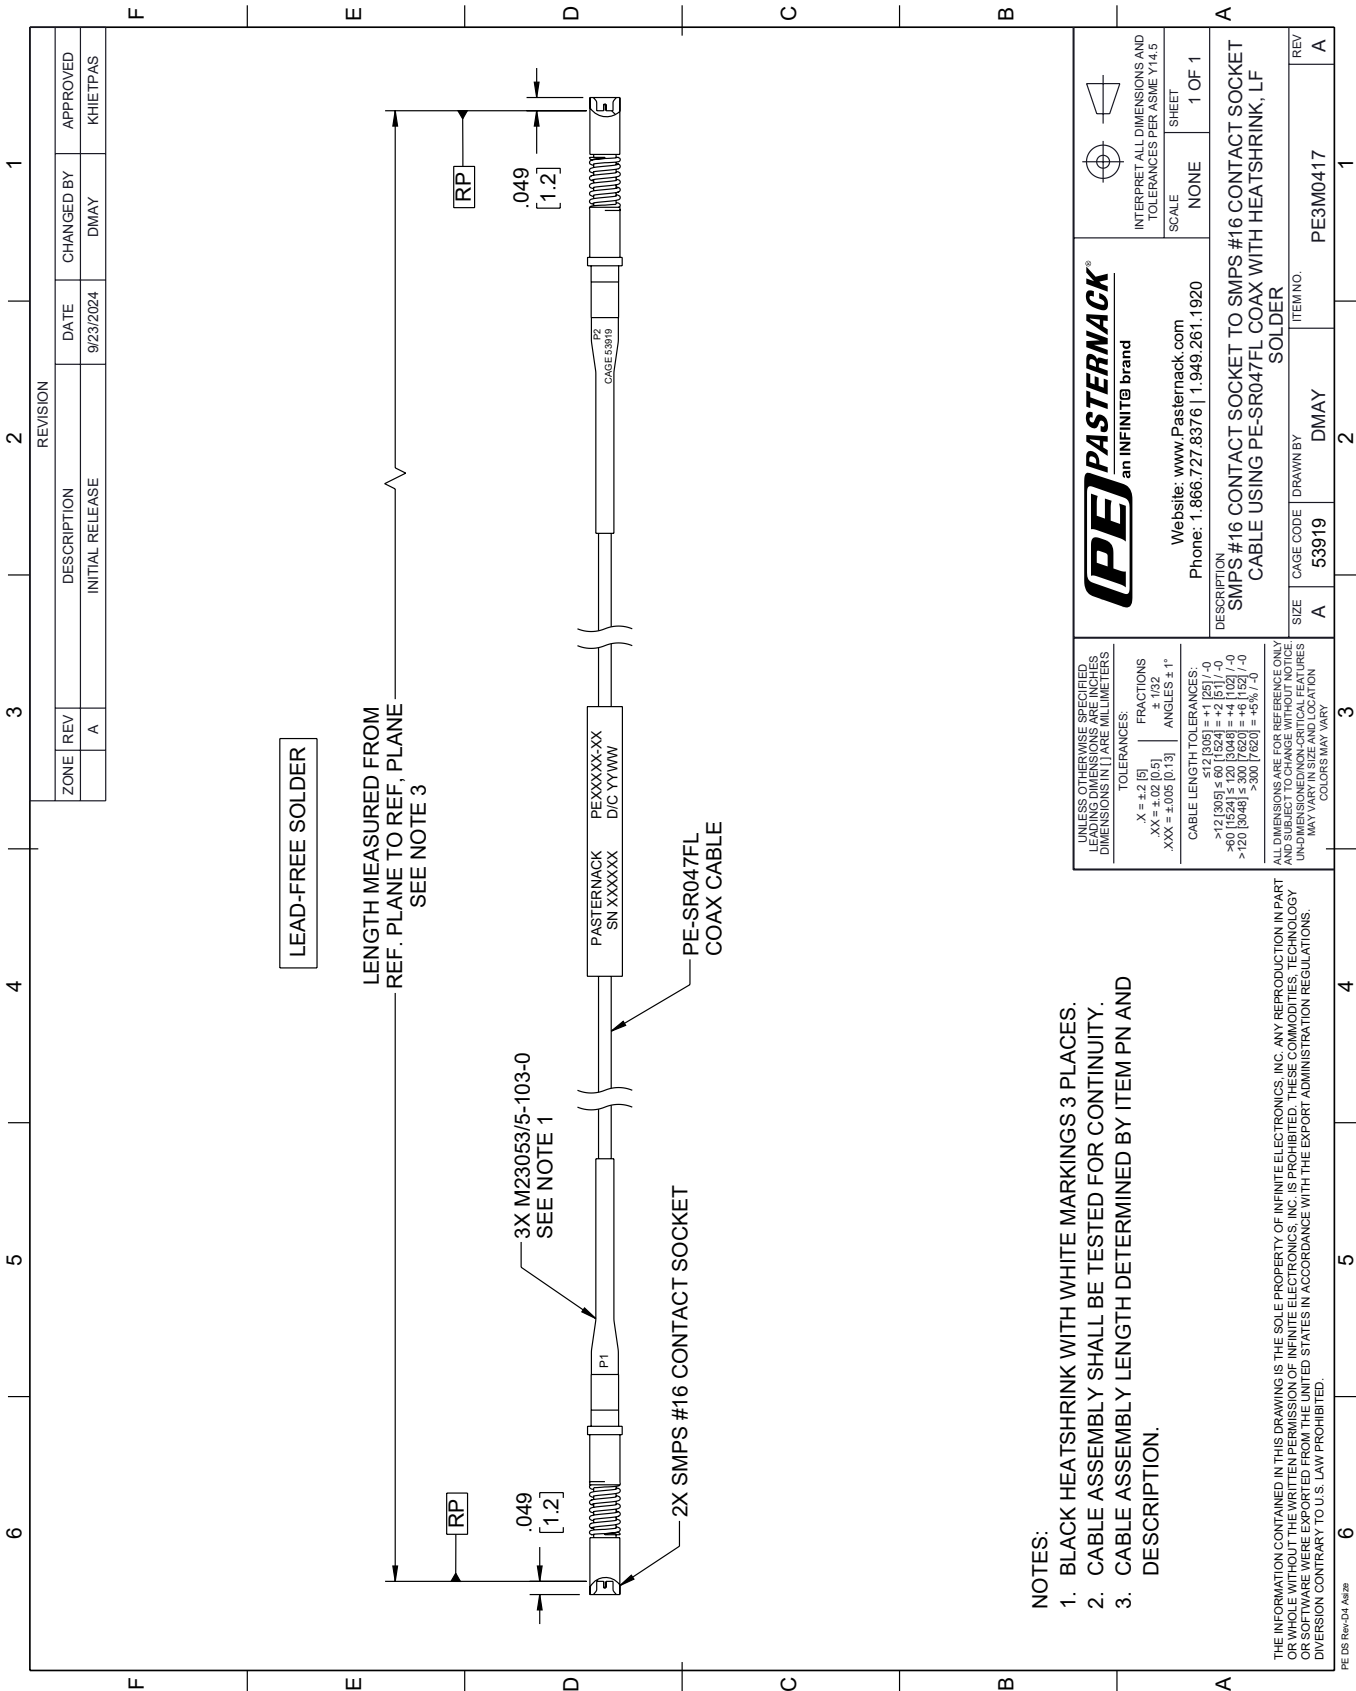 REVISION
ZONE REV DESCRIPTION DATE CHANGED BY APPROVED
A INITIAL RELEASE 9/23/2024 DMAY KHIETPAS
6 5 4 3 2 1
F
E
D
C
B
A
LEAD-FREE SOLDER
LENGTH MEASURED FROM
REF. PLANE TO REF, PLANE
SEE NOTE 3
RP
RP
.049
[1.2]
.049
[1.2]
3X M23053/5-103-0
SEE NOTE 1
P1
PASTERNACK PEXXXXX-XX
SN XXXXXX D/C YYWW
P2
CAGE 53919
2X SMPS #16 CONTACT SOCKET
PE-SR047FL
COAX CABLE
NOTES:
1. BLACK HEATSHRINK WITH WHITE MARKINGS 3 PLACES.
2. CABLE ASSEMBLY SHALL BE TESTED FOR CONTINUITY.
3. CABLE ASSEMBLY LENGTH DETERMINED BY ITEM PN AND
DESCRIPTION.
THE INFORMATION CONTAINED IN THIS DRAWING IS THE SOLE PROPERTY OF INFINITE ELECTRONICS, INC. ANY REPRODUCTION IN PART
OR WHOLE WITHOUT THE WRITTEN PERMISSION OF INFINITE ELECTRONICS, INC. IS PROHIBITED. THESE COMMODITIES, TECHNOLOGY
OR SOFTWARE WERE EXPORTED FROM THE UNITED STATES IN ACCORDANCE WITH THE EXPORT ADMINISTRATION REGULATIONS.
DIVERSION CONTRARY TO U.S. LAW PROHIBITED.
UNLESS OTHERWISE SPECIFIED
LEADING DIMENSIONS ARE INCHES
DIMENSIONS IN [ ] ARE MILLIMETERS
TOLERANCES:
.X = ±.2 [5] FRACTIONS
.XX = ±.02 [0.5] ± 1/32
.XXX = ±.005 [0.13] ANGLES ± 1°
CABLE LENGTH TOLERANCES:
≤12 [305] = +1 [25] / -0
>12 [305] ≤ 60 [1524] = +2 [51] / -0
>60 [1524] ≤ 120 [3048] = +4 [102] / -0
>120 [3048] ≤ 300 [7620] = +6 [152] / -0
>300 [7620] = +5% / -0
ALL DIMENSIONS ARE FOR REFERENCE ONLY
AND SUBJECT TO CHANGE WITHOUT NOTICE.
UN-DIMENSIONED/NON-CRITICAL FEATURES
MAY VARY IN SIZE AND LOCATION
COLORS MAY VARY
PE PASTERNACK®
an INFINIT@ brand
Website: www.Pasternack.com
Phone: 1.866.727.8376 | 1.949.261.1920
INTERPRET ALL DIMENSIONS AND
TOLERANCES PER ASME Y14.5
SCALE SHEET
NONE 1 OF 1
DESCRIPTION
SMPS #16 CONTACT SOCKET TO SMPS #16 CONTACT SOCKET
CABLE USING PE-SR047FL COAX WITH HEATSHRINK, LF
SOLDER
SIZE CAGE CODE DRAWN BY ITEM NO. REV
A 53919 DMAY PE3M0417 A
6 5 4 3 2 1
F
E
D
C
B
A
PE DS Rev-D4 Asize